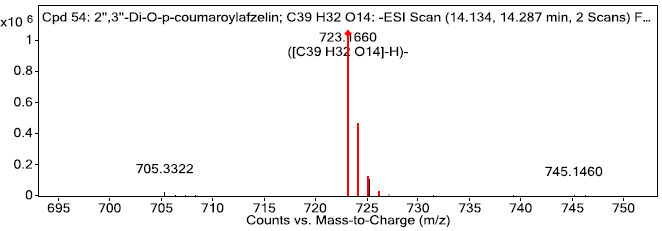 x10 6
Cpd 54: 2'',3''-Di-O-p-coumaroylafzelin; C39 H32 O14: -ESI Scan (14.134, 14.287 min, 2 Scans) F...
1
0.8
0.6
0.4
0.2
0
723.1660
([C39 H32 O14]-H)-
705.3322
745.1460
695 700 705 710 715 720 725 730 735 740 745 750
Counts vs. Mass-to-Charge (m/z)